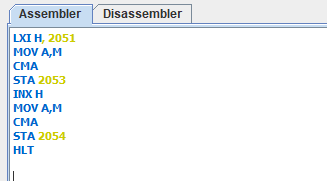 Assembler Disassembler
LXI H, 2051
MOV A,M
CMA
STA 2053
INX H
MOV A,M
CMA
STA 2054
HLT